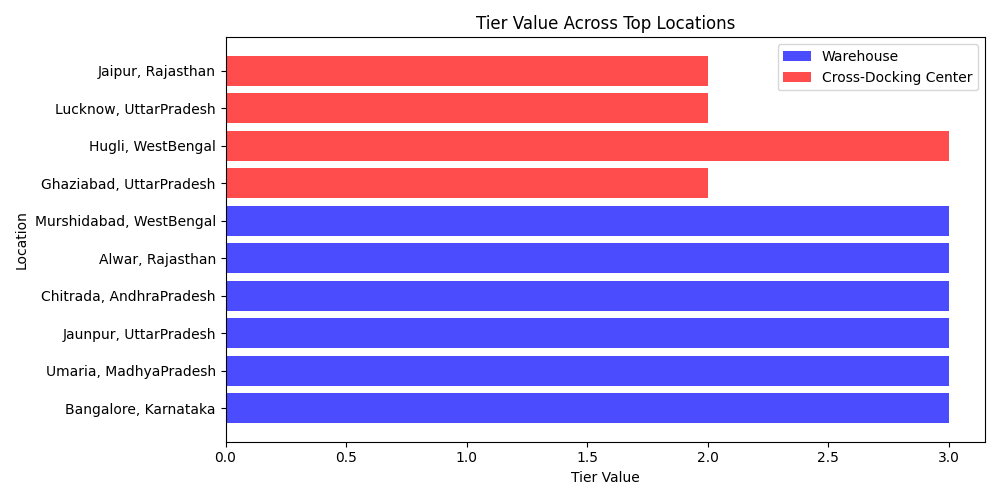 Tier Value Across Top Locations
Warehouse
Cross-Docking Center
Jaipur, Rajasthan
Lucknow, UttarPradesh
Hugli, WestBengal
Ghaziabad, UttarPradesh
Murshidabad, WestBengal
Alwar, Rajasthan
Chitrada, AndhraPradesh
Jaunpur, UttarPradesh
Umaria, MadhyaPradesh
Bangalore, Karnataka
Location
0.0 0.5 1.0 1.5 2.0 2.5 3.0
Tier Value